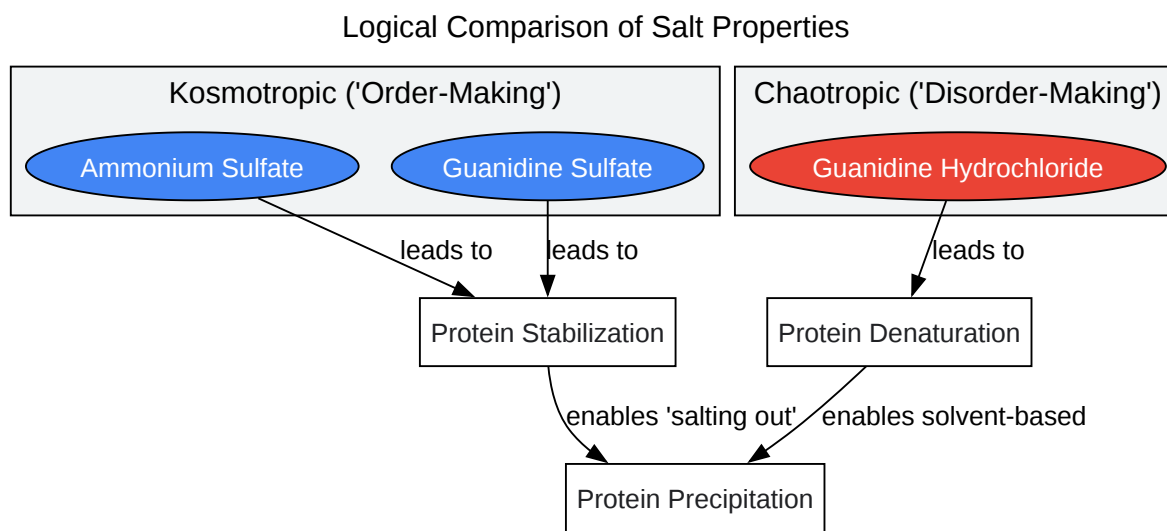 Logical Comparison of Salt Properties
Kosmotropic ('Order-Making')
Chaotropic ('Disorder-Making')
Ammonium Sulfate
Guanidine Sulfate
Guanidine Hydrochloride
leads to
leads to
leads to
Protein Stabilization
Protein Denaturation
enables 'salting out'
enables solvent-based
Protein Precipitation